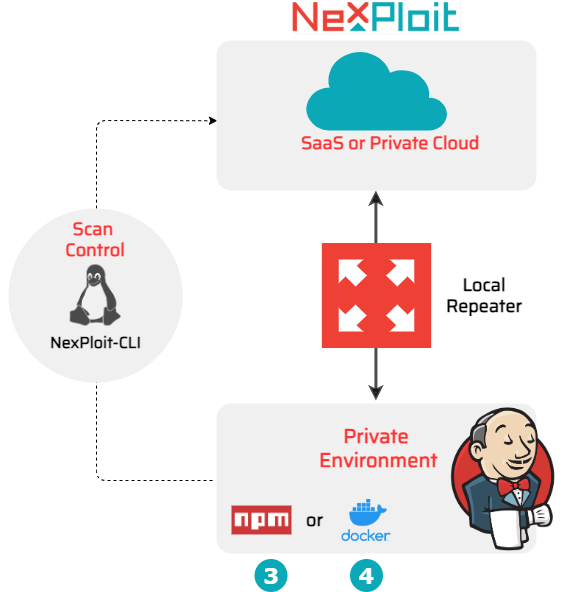 NeXPloit
SaaS or Private Cloud
Scan
Control
NexPloit-CLI
Local
Repeater
Private
Environment
npm or docker
3 4